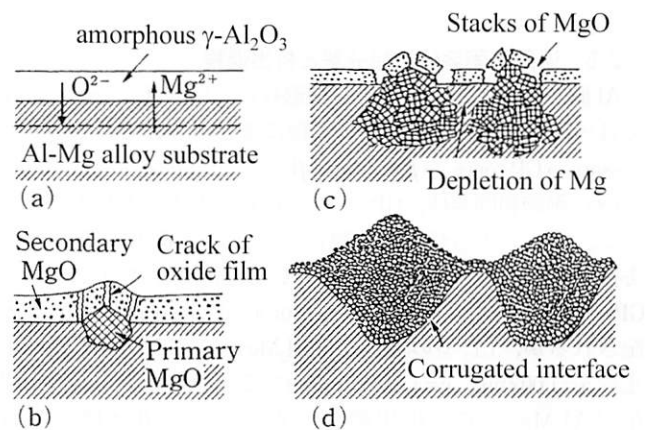 amorphous γ-Al2O3
O2−
Mg2+
Al-Mg alloy substrate
(a)
Secondary
MgO
Crack of
oxide film
Primary
MgO
(b)
Stacks of MgO
Depletion of Mg
(c)
Corrugated interface
(d)